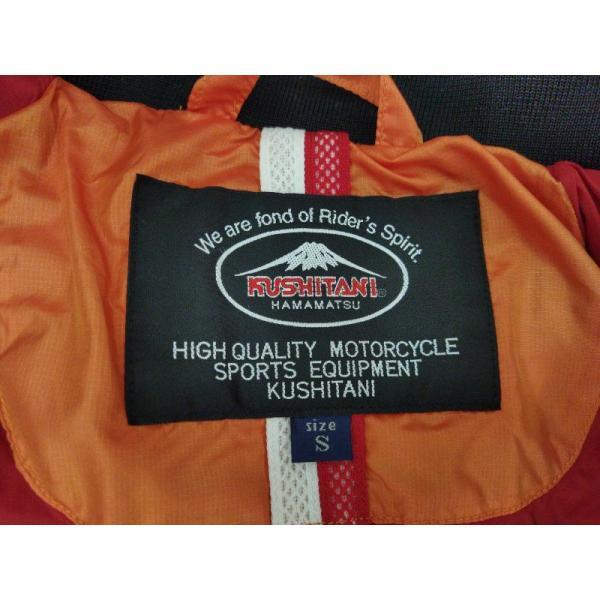 We are fond of Rider's Spirit.
KUSHITANI®
HAMAMATSU
HIGH QUALITY MOTORCYCLE
SPORTS EQUIPMENT
KUSHITANI
size
S